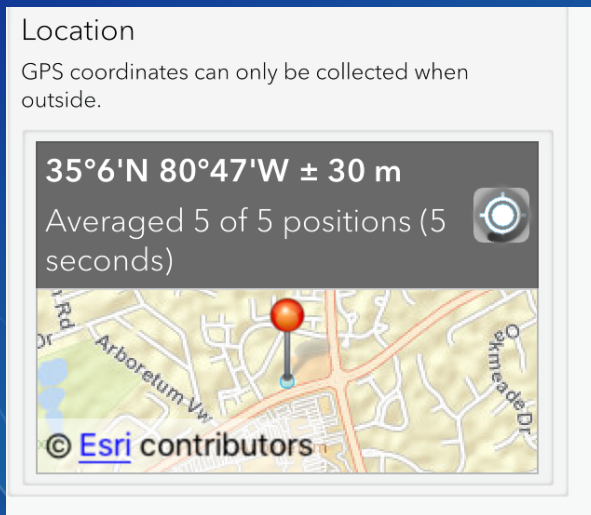 Location
GPS coordinates can only be collected when
outside.
35°6'N 80°47'W ± 30 m
Averaged 5 of 5 positions (5
seconds)
Rd
Dr
Arboretum Vw
Oakmeade Dr
© Esri contributors